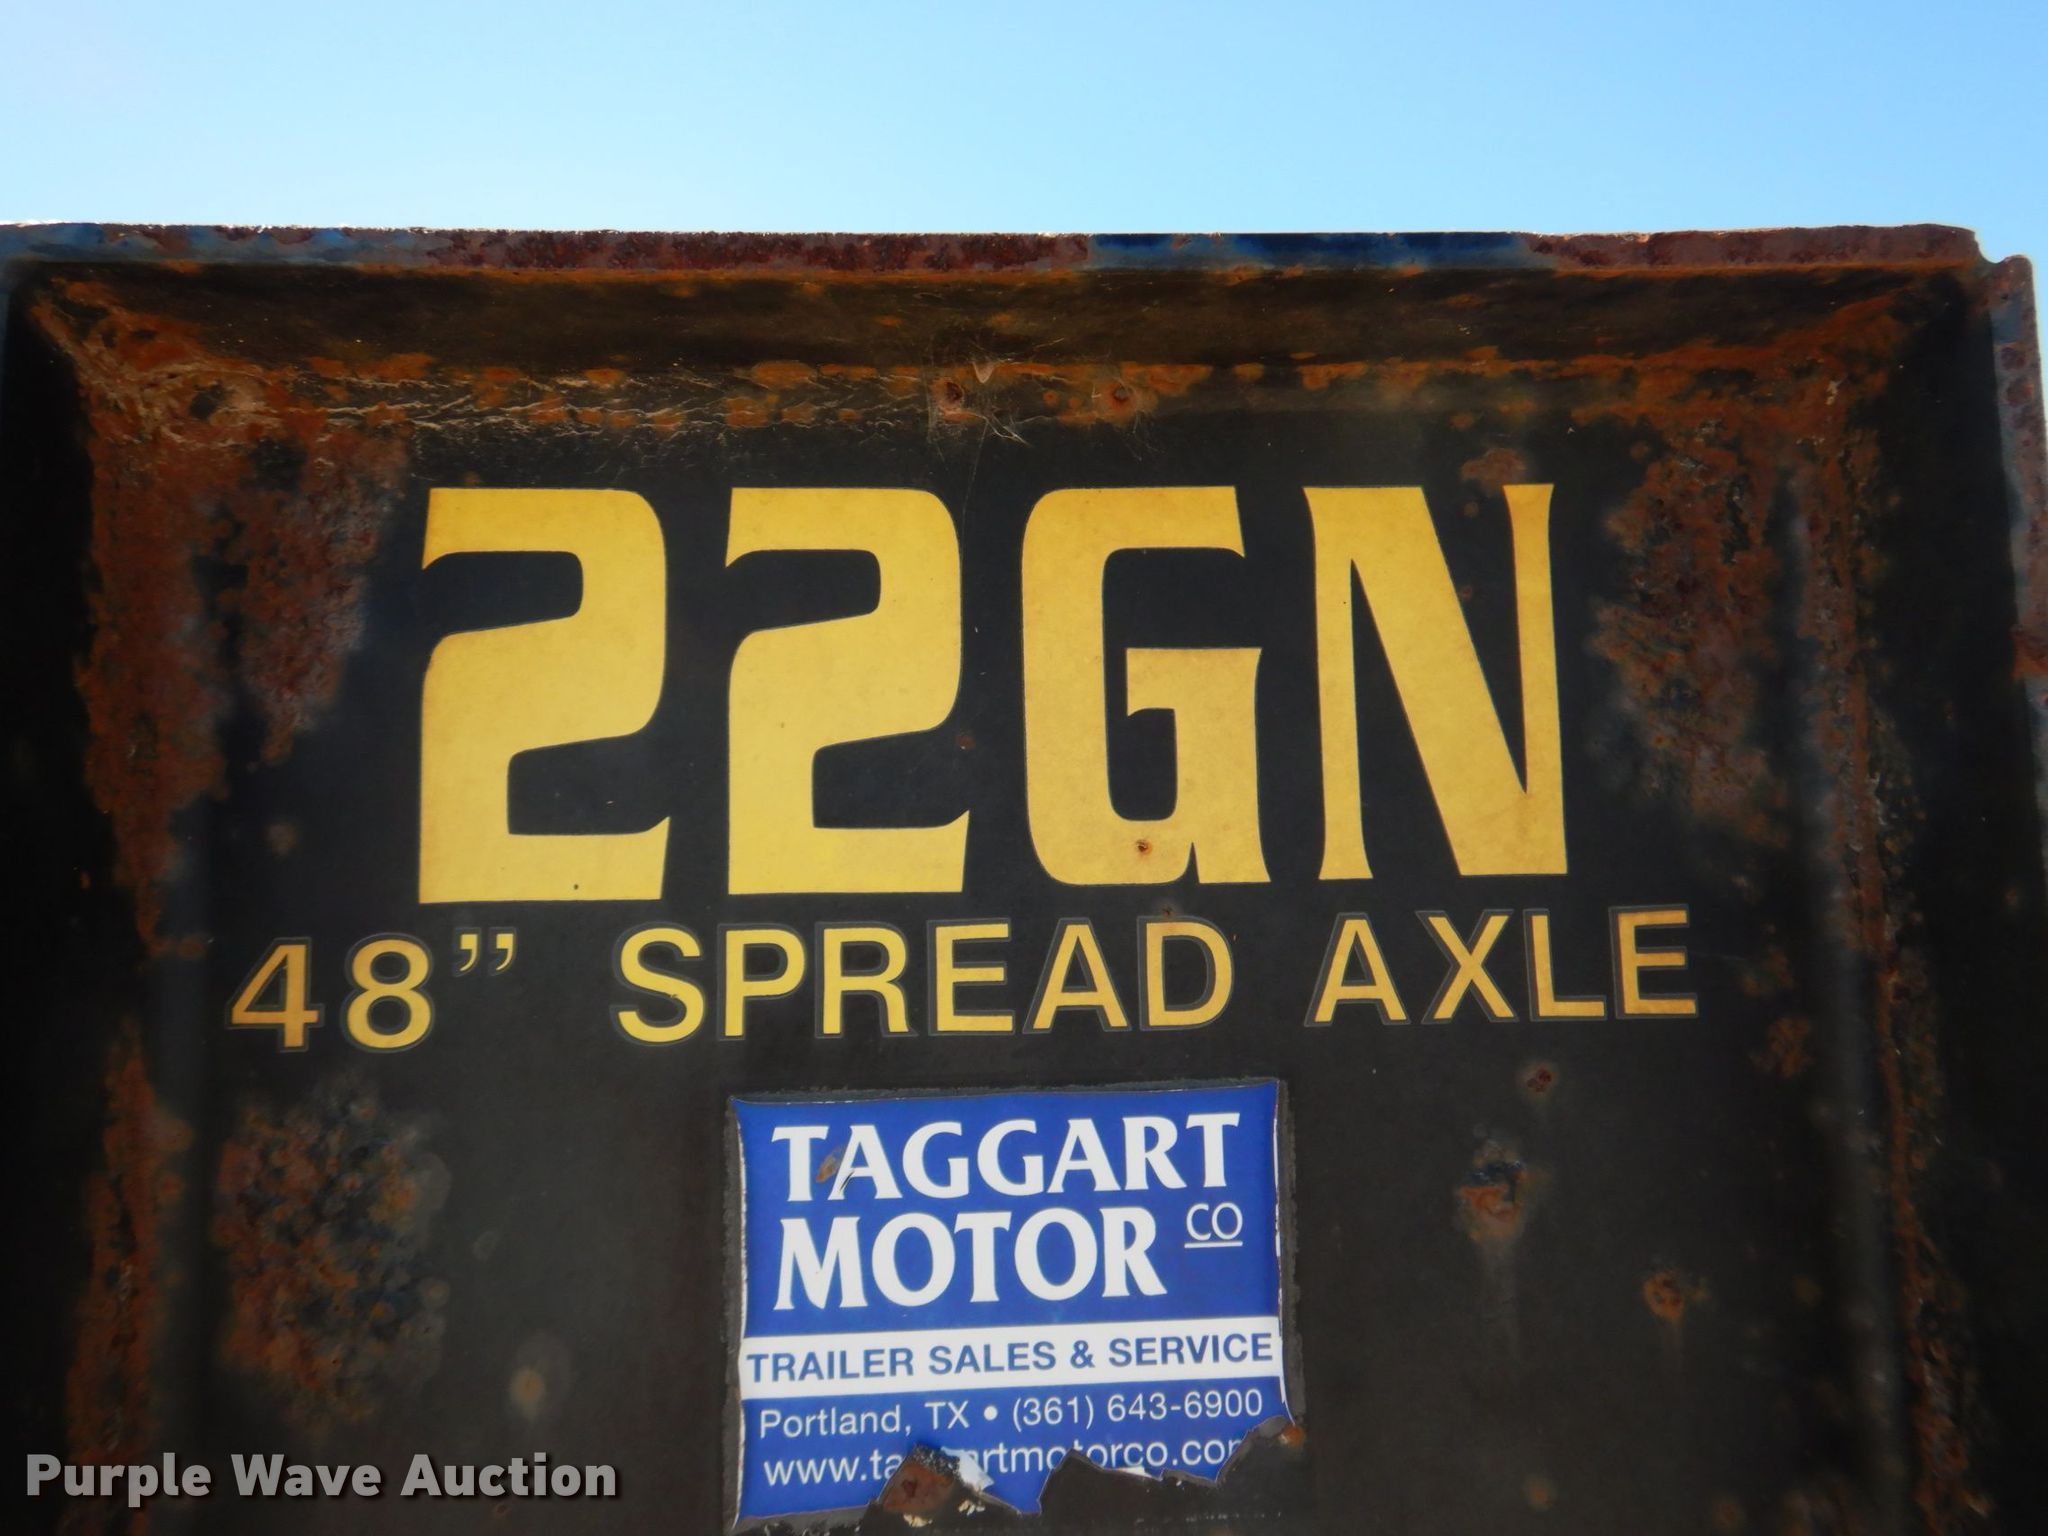 22GN
48” SPREAD AXLE
TAGGART
MOTOR CO
TRAILER SALES & SERVICE
Portland, TX • (361) 643-6900
Purple Wave Auction